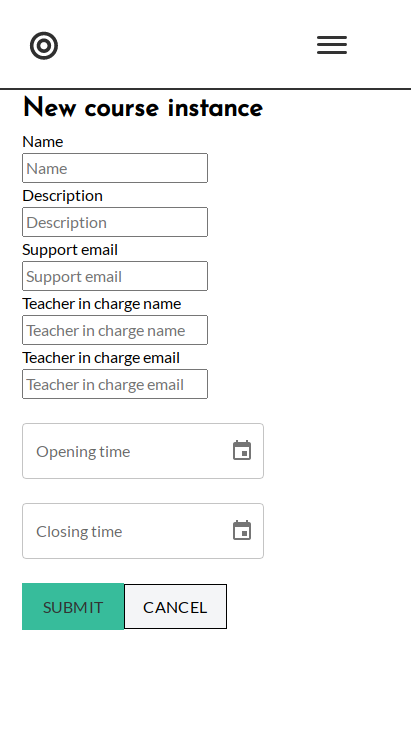 New course instance
Name
Name
Description
Description
Support email
Support email
Teacher in charge name
Teacher in charge name
Teacher in charge email
Teacher in charge email
Opening time
Closing time
SUBMIT CANCEL